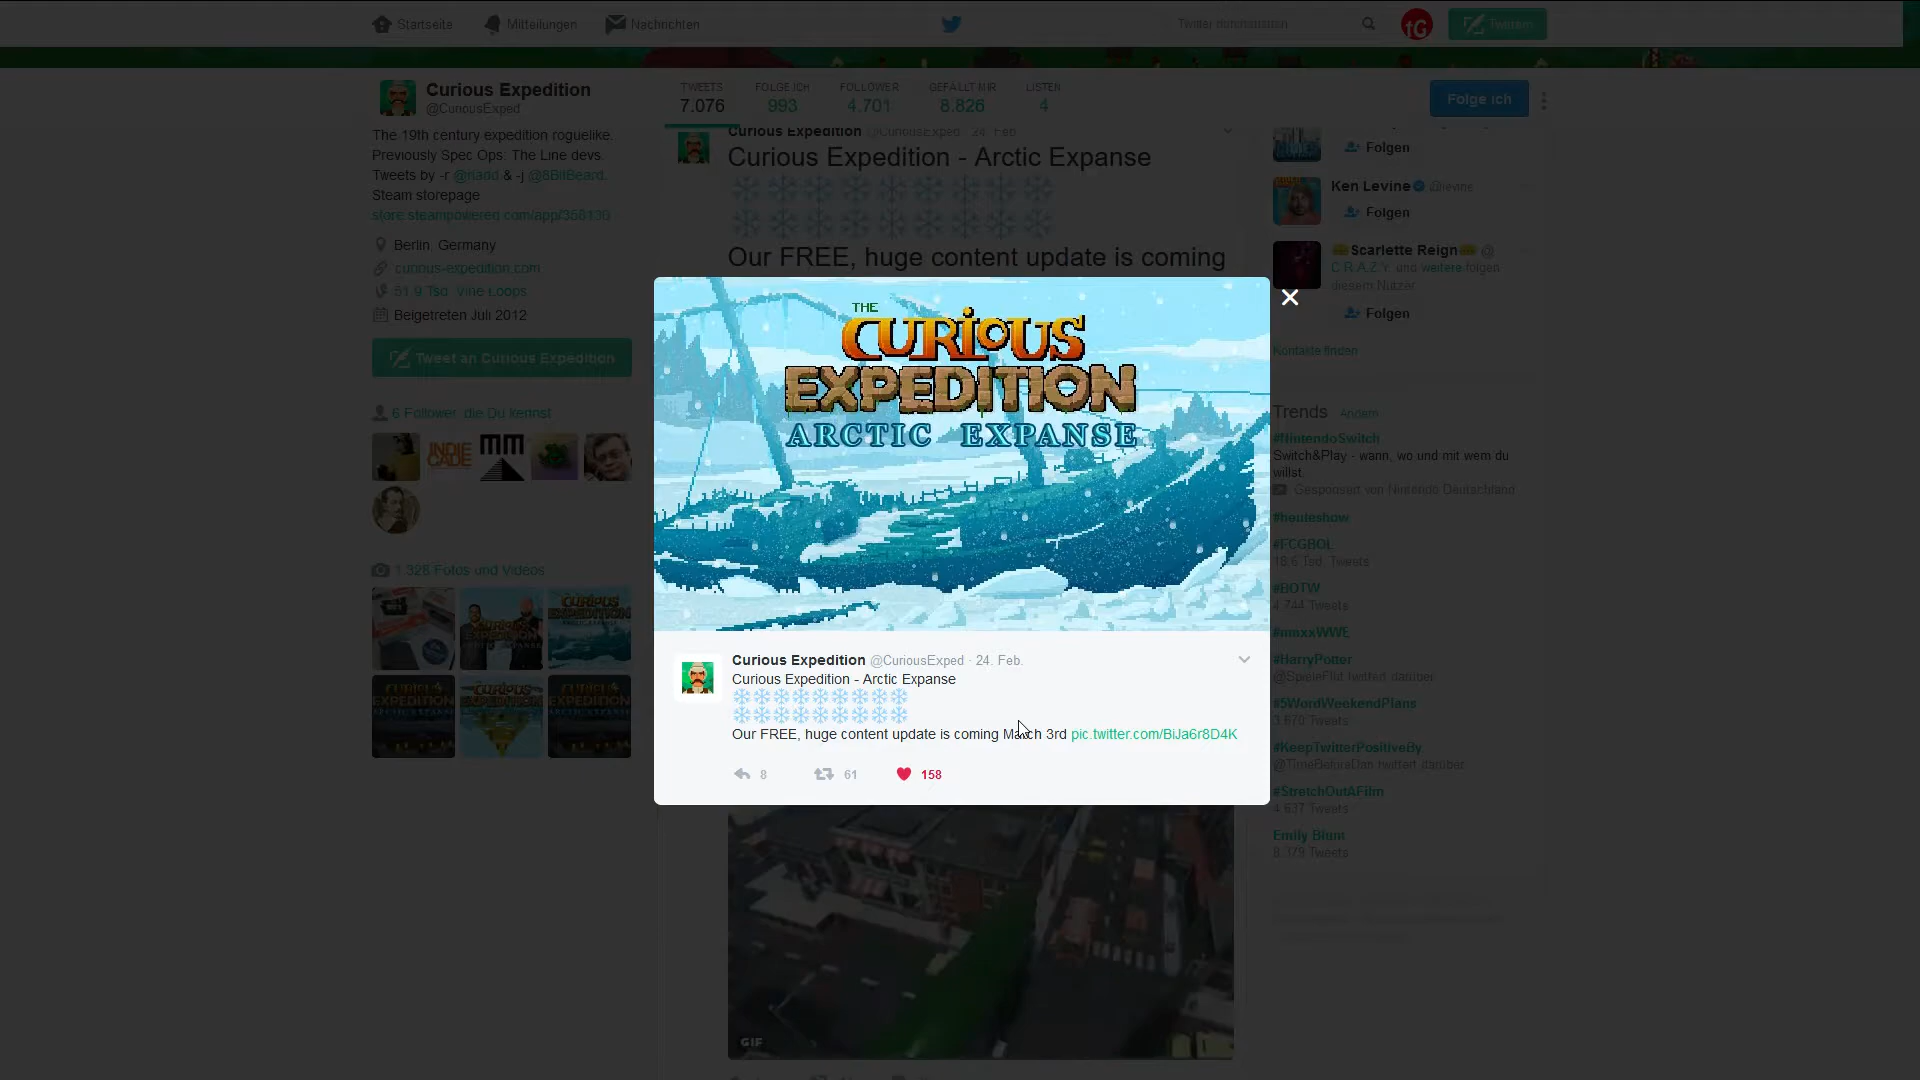 Startseite
Mitteilungen
Nachrichten
tG
Twittern
Curious Expedition
@CuriousExped
TWEETS
7.076
FOLGE ICH
993
FOLLOWER
4.701
GEFÄLLT MIR
8.826
LISTEN
4
Folge ich
The 19th century expedition roguelike.
Previously Spec Ops: The Line devs.
Tweets by -r @riadd & -j @8BitBeard.
Steam storepage
store.steampowered.com/app/358130
Berlin, Germany
curious-expedition.com
51,9 Tsd. Vine Loops
Beigetreten Juli 2012
Tweet an Curious Expedition
6 Follower, die Du kennst
INDIE
CADE
1.328 Fotos und Videos
Curious Expedition @CuriousExped · 24. Feb.
Curious Expedition - Arctic Expanse
Our FREE, huge content update is coming
THE
CURIOUS
EXPEDITION
ARCTIC EXPANSE
Curious Expedition @CuriousExped · 24. Feb.
Curious Expedition - Arctic Expanse
❄❄❄❄❄❄❄❄❄
❄❄❄❄❄❄❄❄❄
Our FREE, huge content update is coming March 3rd pic.twitter.com/BiJa6r8D4K
8
61
158
GIF
Folgen
Ken Levine @levine
Folgen
Scarlette Reign @
C.R.A.Z.Y. und weitere folgen
diesem Nutzer
Folgen
Kontakte finden
Trends Ändern
#NintendoSwitch
Switch&Play - wann, wo und mit wem du
willst.
Gesponsert von Nintendo Deutschland
#heuteshow
#FCGBOL
18,6 Tsd. Tweets
#BOTW
4.744 Tweets
#mnxxWWE
#HarryPotter
@SpieleFlut twittert darüber
#5WordWeekendPlans
3.670 Tweets
#KeepTwitterPositiveBy
@TimeBeforeDan twittert darüber
#StretchOutAFilm
4.637 Tweets
Emily Blunt
8.379 Tweets